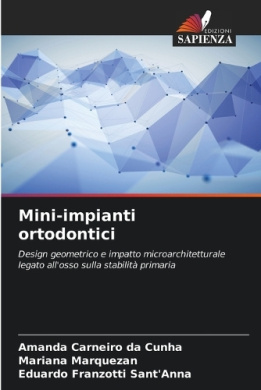 EDIZIONI
SAPIENZA
Mini-impianti
ortodontici
Design geometrico e impatto microarchitetturale
legato all'osso sulla stabilità primaria
Amanda Carneiro da Cunha
Mariana Marquezan
Eduardo Franzotti Sant'Anna